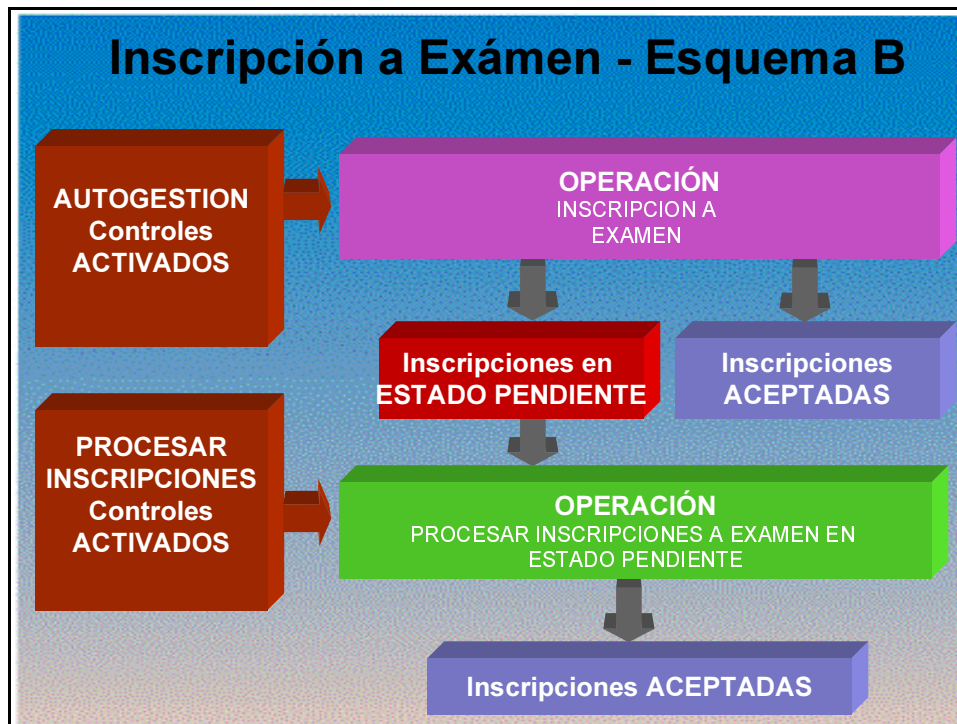 Inscripción a Exámen - Esquema B
AUTOGESTION
Controles
ACTIVADOS
OPERACIÓN
INSCRIPCION A
EXAMEN
Inscripciones en
ESTADO PENDIENTE
Inscripciones
ACEPTADAS
PROCESAR
INSCRIPCIONES
Controles
ACTIVADOS
OPERACIÓN
PROCESAR INSCRIPCIONES A EXAMEN EN
ESTADO PENDIENTE
Inscripciones ACEPTADAS